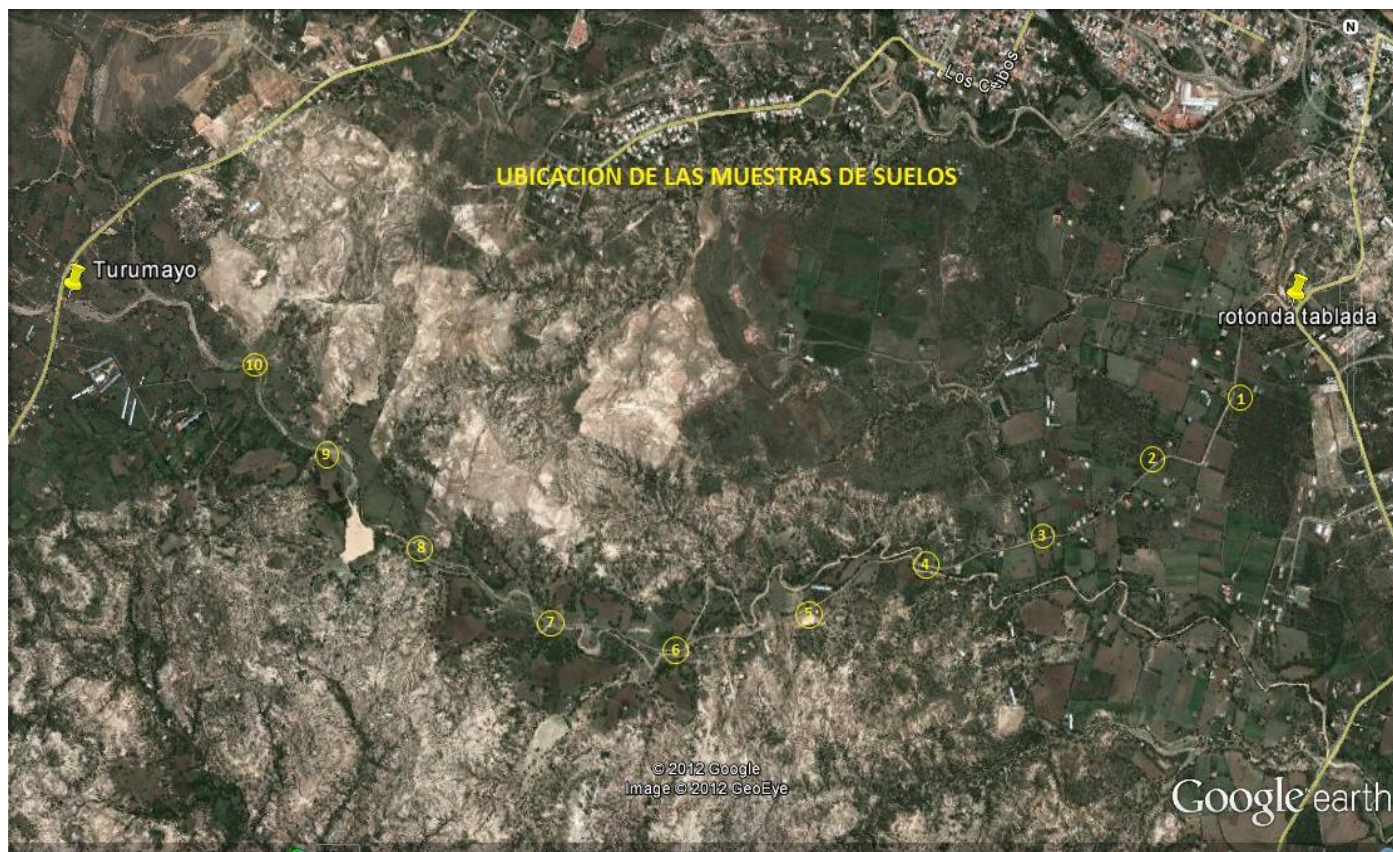 N
Los Ceibos
UBICACION DE LAS MUESTRAS DE SUELOS
Turumayo
rotonda tablada
10
1
9
2
3
8
4
5
7
6
© 2012 Google
Image © 2012 GeoEye
Google earth